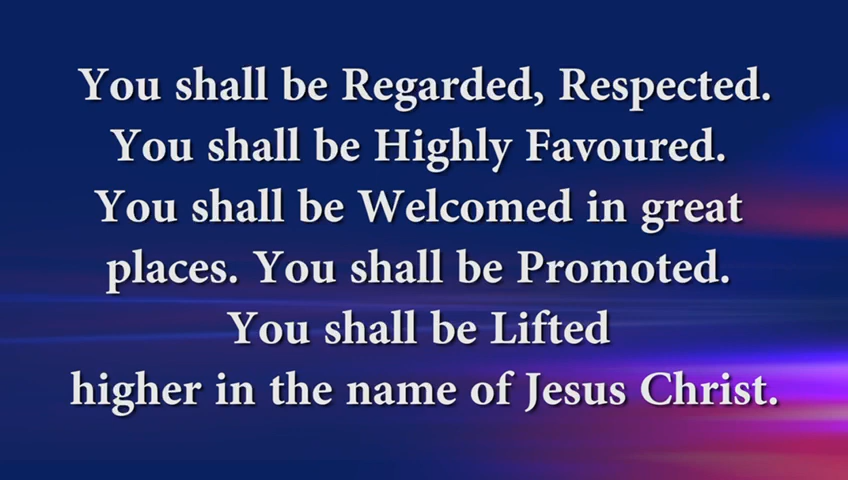 You shall be Regarded, Respected.
You shall be Highly Favoured.
You shall be Welcomed in great
places. You shall be Promoted.
You shall be Lifted
higher in the name of Jesus Christ.